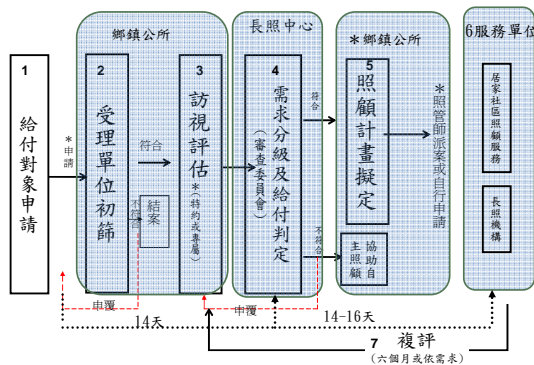 鄉鎮公所
長照中心
*鄉鎮公所
6服務單位
1
給付對象申請
*申請
2
受理單位初篩
符合
不符合
結案
3
訪視評估
*(特約或專屬)
4
需求分級及給付判定
(審查委員會)
符合
不符合
5
照顧計畫擬定
協助自
主照顧
*照管師派案或自行申請
居家社區照顧服務
長照機構
申覆
申覆
14天
14-16天
7 複評
(六個月或依需求)